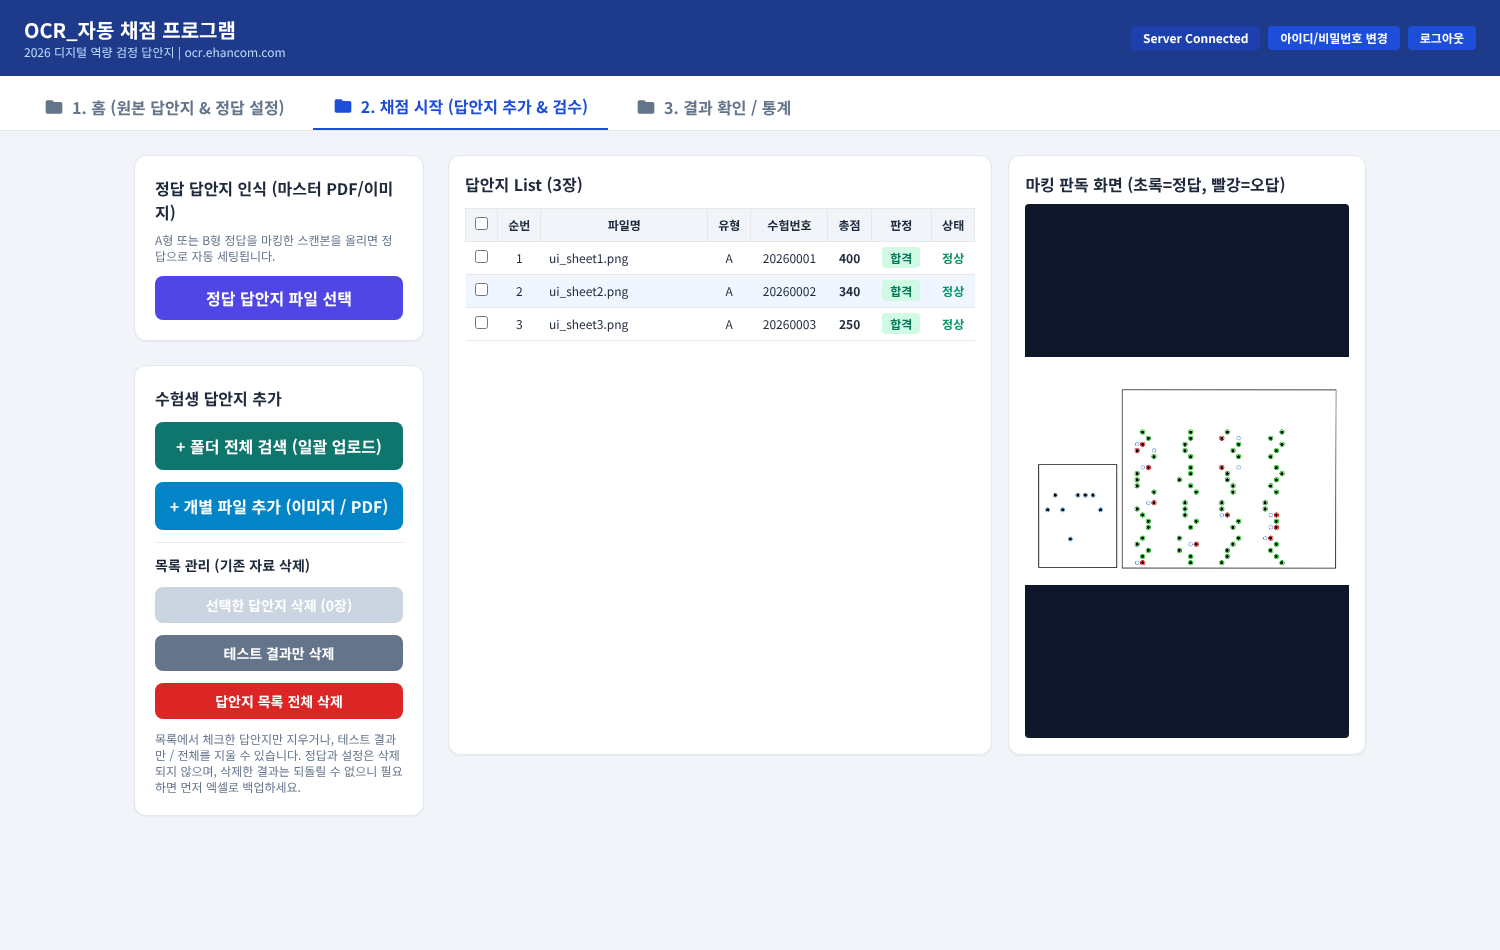 OCR_자동 채점 프로그램
2026 디지털 역량 검정 답안지 | ocr.ehancom.com
Server Connected
아이디/비밀번호 변경
로그아웃
1. 홈 (원본 답안지 & 정답 설정)
2. 채점 시작 (답안지 추가 & 검수)
3. 결과 확인 / 통계
정답 답안지 인식 (마스터 PDF/이미
지)
A형 또는 B형 정답을 마킹한 스캔본을 올리면 정
답으로 자동 세팅됩니다.
정답 답안지 파일 선택
수험생 답안지 추가
+ 폴더 전체 검색 (일괄 업로드)
+ 개별 파일 추가 (이미지 / PDF)
목록 관리 (기존 자료 삭제)
선택한 답안지 삭제 (0장)
테스트 결과만 삭제
답안지 목록 전체 삭제
목록에서 체크한 답안지만 지우거나, 테스트 결과
만 / 전체를 지울 수 있습니다. 정답과 설정은 삭제
되지 않으며, 삭제한 결과는 되돌릴 수 없으니 필요
하면 먼저 엑셀로 백업하세요.
답안지 List (3장)
순번 파일명 유형 수험번호 총점 판정 상태
1 ui_sheet1.png A 20260001 400 합격 정상
2 ui_sheet2.png A 20260002 340 합격 정상
3 ui_sheet3.png A 20260003 250 합격 정상
마킹 판독 화면 (초록=정답, 빨강=오답)